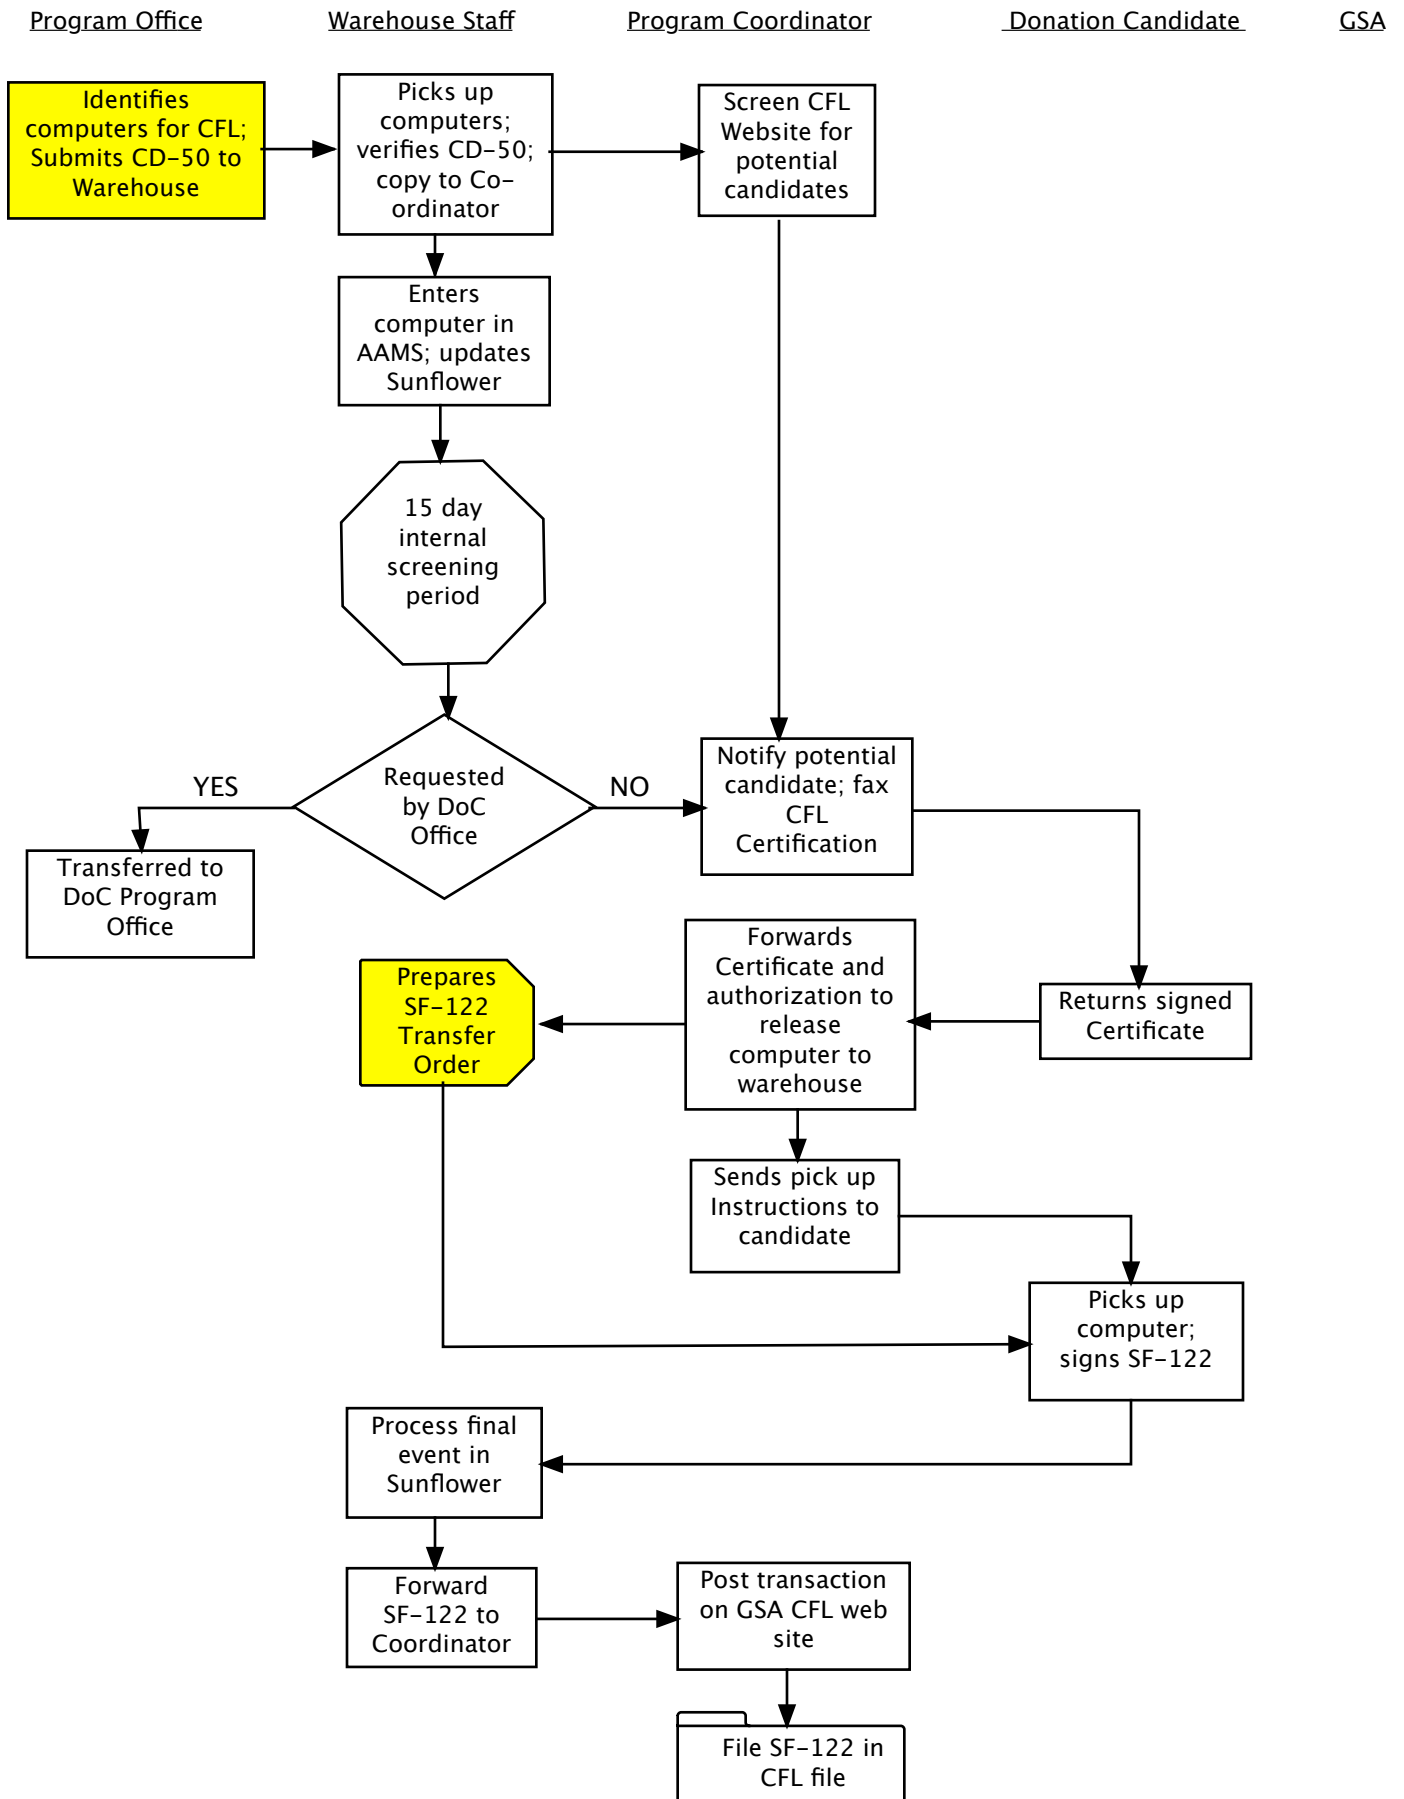 Program Office
Warehouse Staff
Program Coordinator
Donation Candidate
GSA
Identifies
computers for CFL;
Submits CD-50 to
Warehouse
Picks up
computers;
verifies CD-50;
copy to Co-
ordinator
Screen CFL
Website for
potential
candidates
Enters
computer in
AAMS; updates
Sunflower
15 day
internal
screening
period
Requested
by DoC
Office
YES
NO
Transferred to
DoC Program
Office
Notify potential
candidate; fax
CFL
Certification
Returns signed
Certificate
Forwards
Certificate and
authorization to
release
computer to
warehouse
Prepares
SF-122
Transfer
Order
Sends pick up
Instructions to
candidate
Picks up
computer;
signs SF-122
Process final
event in
Sunflower
Forward
SF-122 to
Coordinator
Post transaction
on GSA CFL web
site
File SF-122 in
CFL file